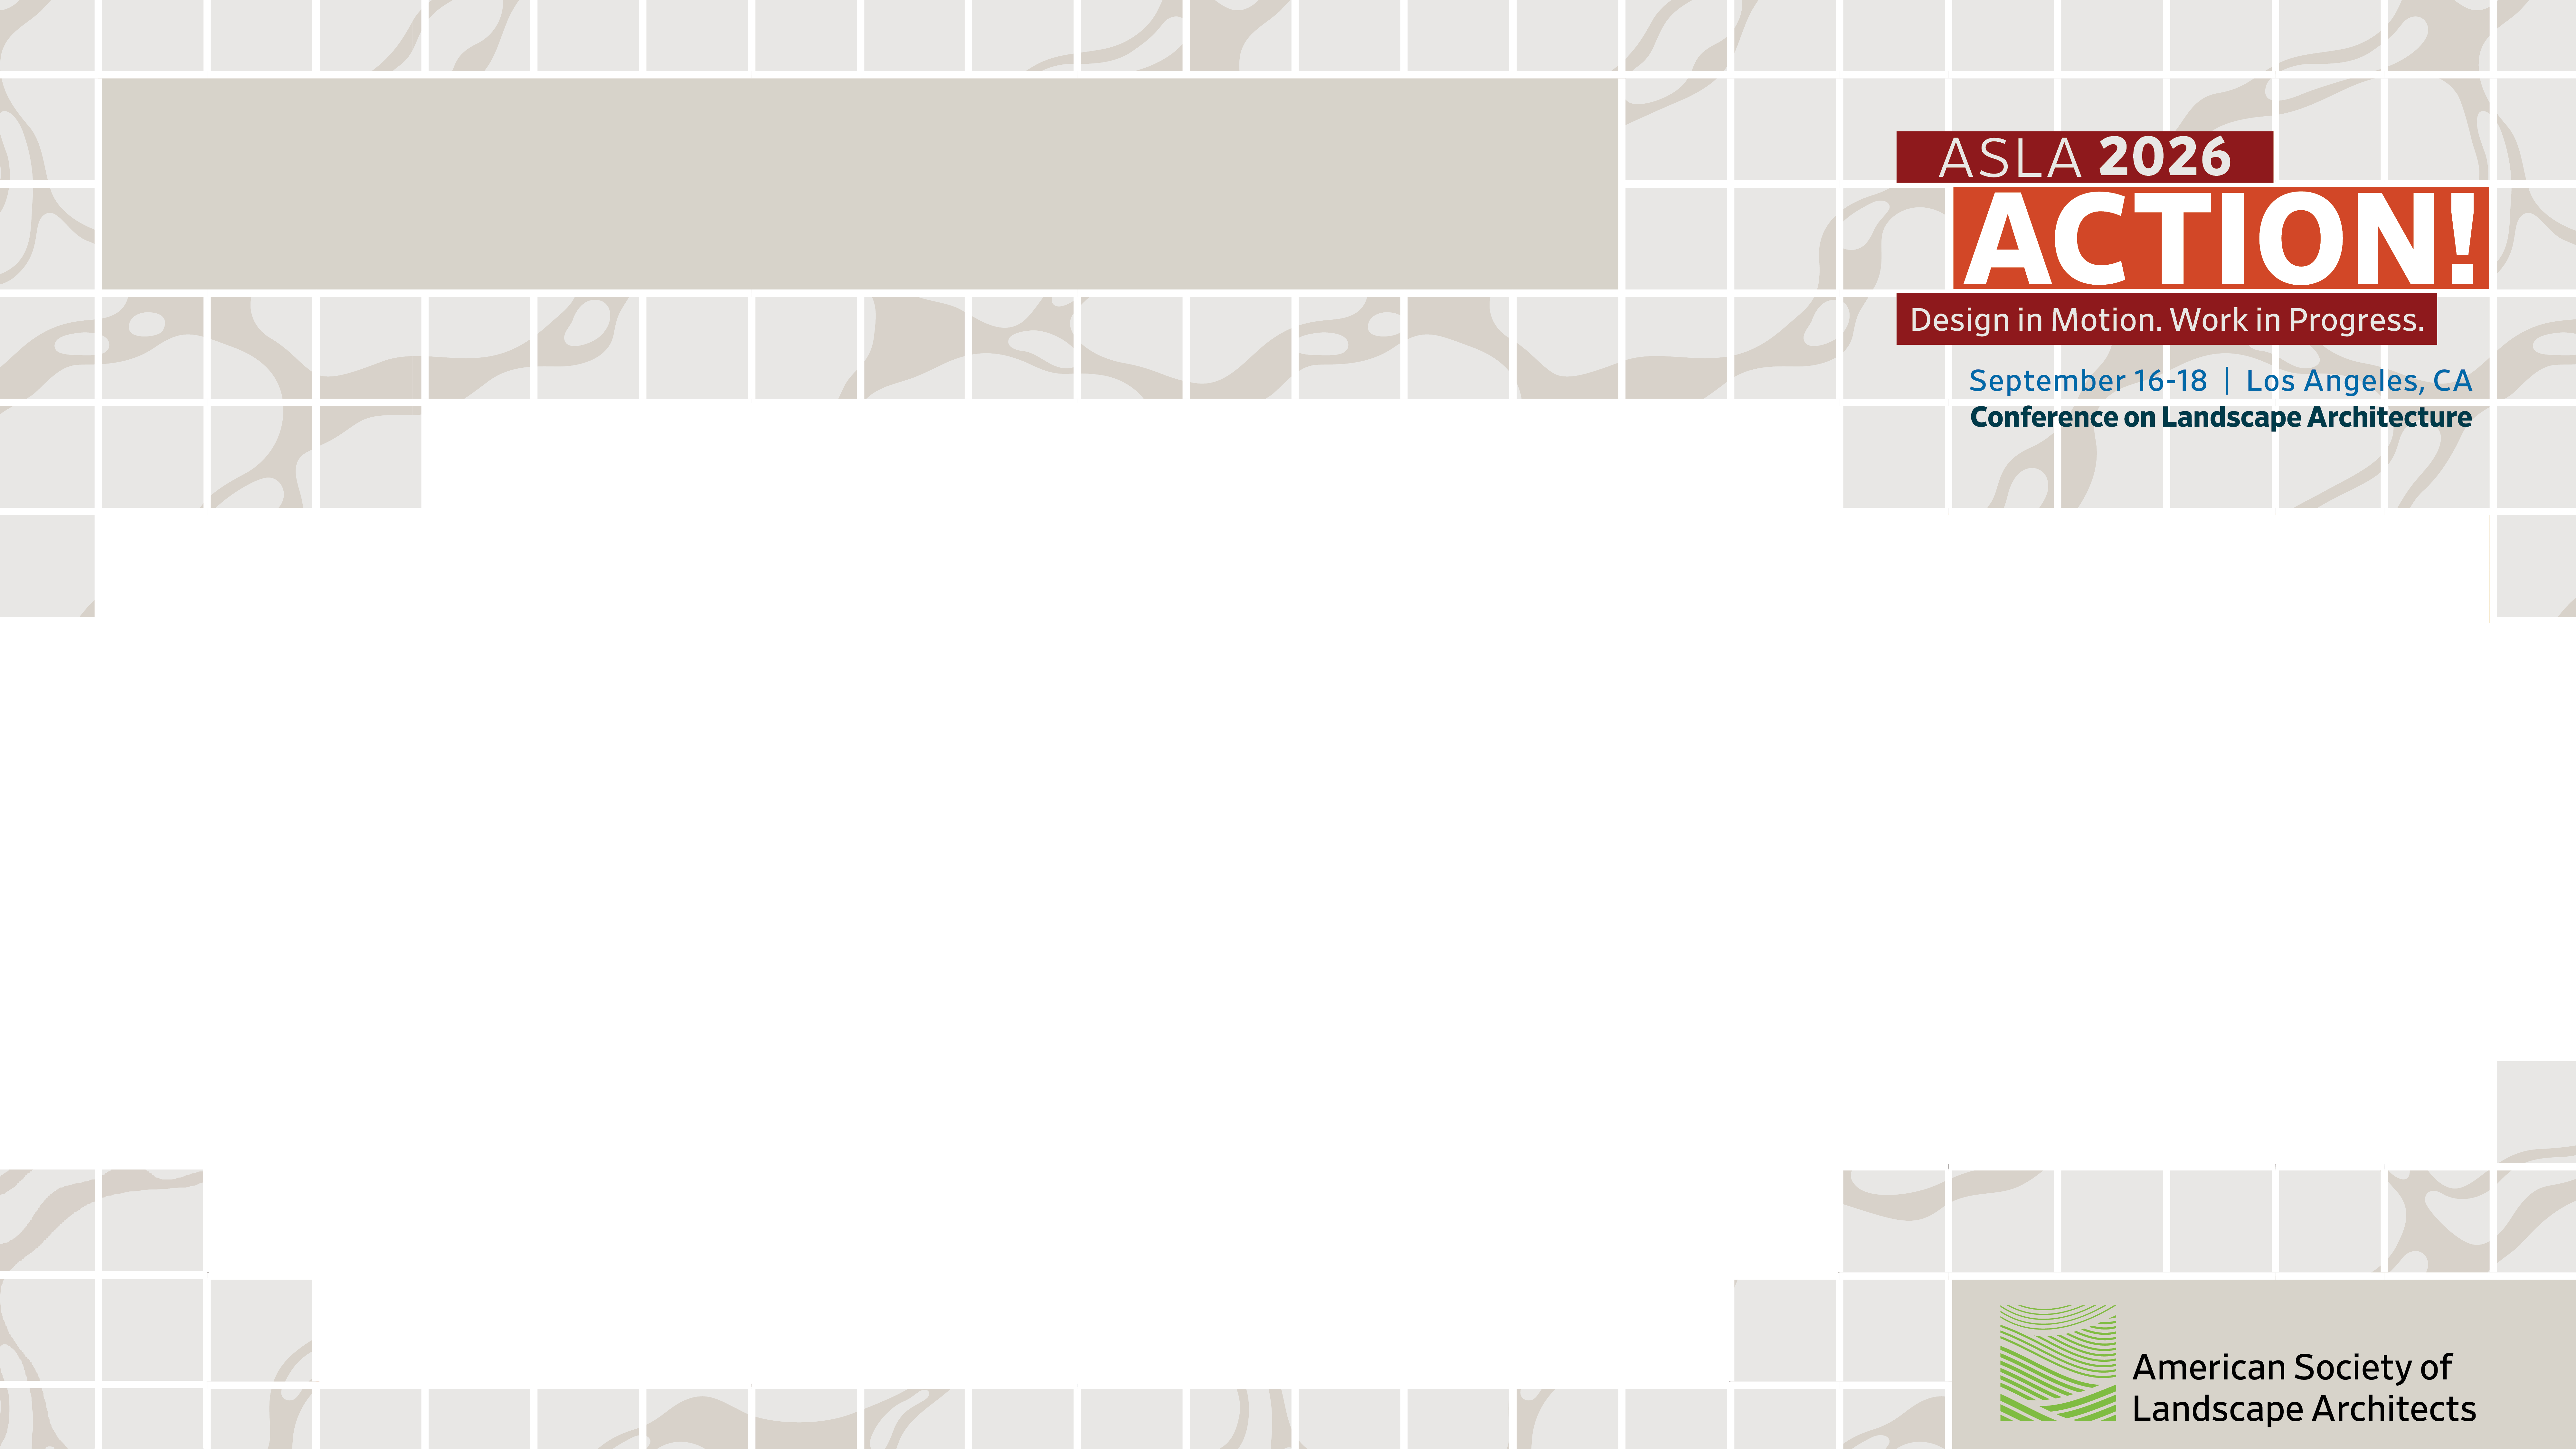 ASLA 2026
ACTION!
Design in Motion. Work in Progress.
September 16-18 | Los Angeles, CA
Conference on Landscape Architecture
American Society of
Landscape Architects